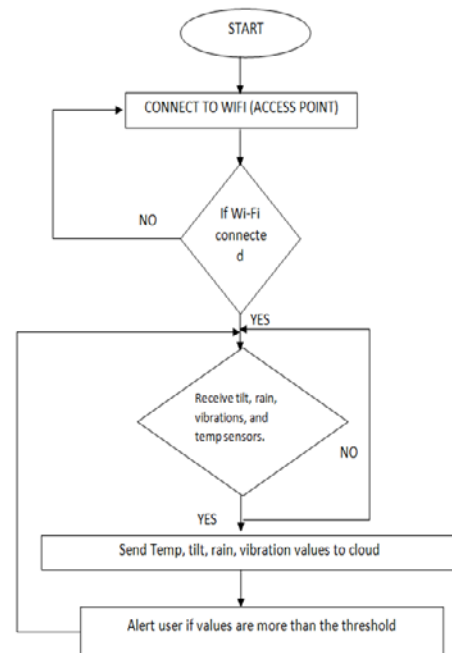 START
CONNECT TO WIFI (ACCESS POINT)
NO
If Wi-Fi
connecte
d
YES
Receive tilt, rain,
vibrations, and
temp sensors.
NO
YES
Send Temp, tilt, rain, vibration values to cloud
Alert user if values are more than the threshold